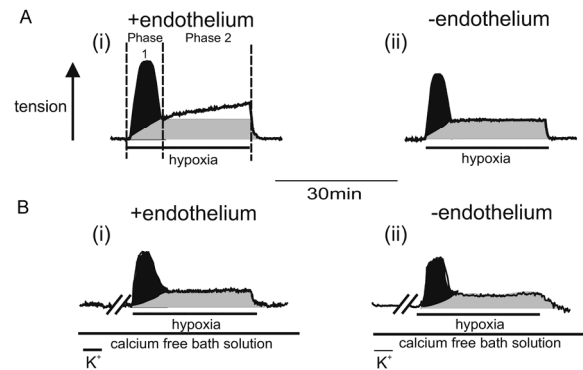 A
+endothelium
-endothelium
(i)
Phase 1
Phase 2
(ii)
tension
hypoxia
hypoxia
30min
B
+endothelium
-endothelium
(i)
(ii)
hypoxia
hypoxia
calcium free bath solution
calcium free bath solution
K+
K+